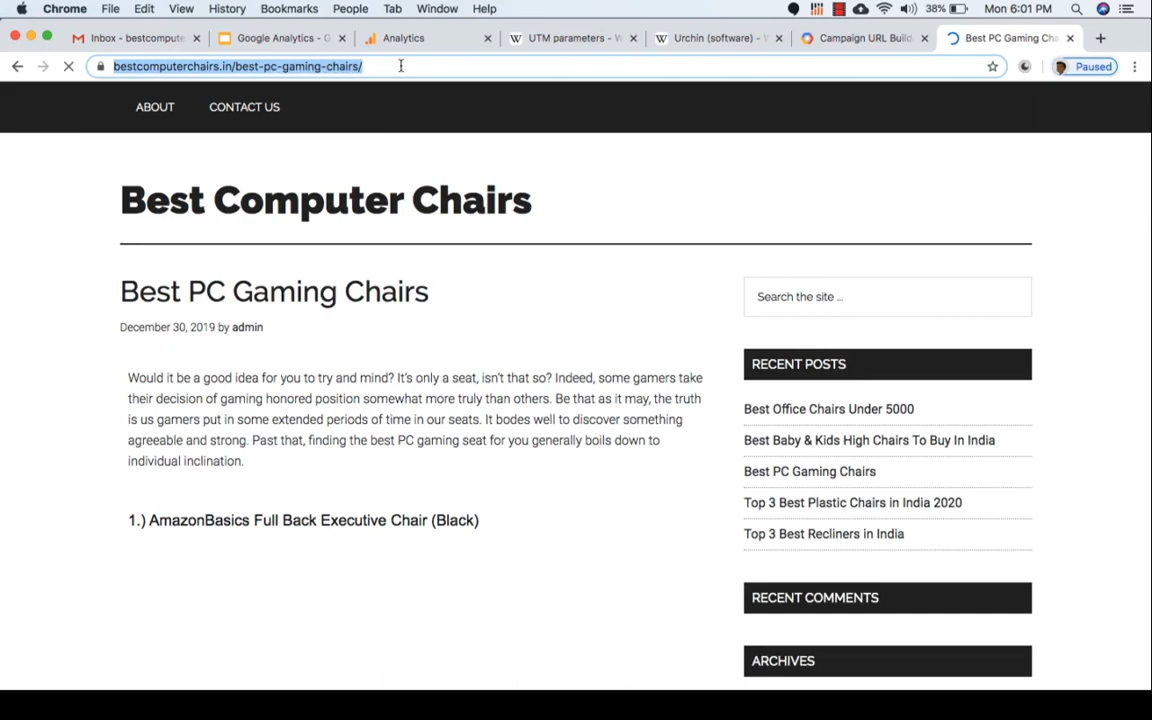 Chrome File Edit View History Bookmarks People Tab Window Help 38% Mon 6:01 PM
Inbox - bestcompute Google Analytics - G Analytics UTM parameters - W Urchin (software) - W Campaign URL Build Best PC Gaming Cha
bestcomputerchairs.in/best-pc-gaming-chairs/ Paused
ABOUT CONTACT US
Best Computer Chairs
Best PC Gaming Chairs
December 30, 2019 by admin
Would it be a good idea for you to try and mind? It's only a seat, isn't that so? Indeed, some gamers take
their decision of gaming honored position somewhat more truly than others. Be that as it may, the truth
is us gamers put in some extended periods of time in our seats. It bodes well to discover something
agreeable and strong. Past that, finding the best PC gaming seat for you generally boils down to
individual inclination.
1.) AmazonBasics Full Back Executive Chair (Black)
Search the site ...
RECENT POSTS
Best Office Chairs Under 5000
Best Baby & Kids High Chairs To Buy In India
Best PC Gaming Chairs
Top 3 Best Plastic Chairs in India 2020
Top 3 Best Recliners in India
RECENT COMMENTS
ARCHIVES